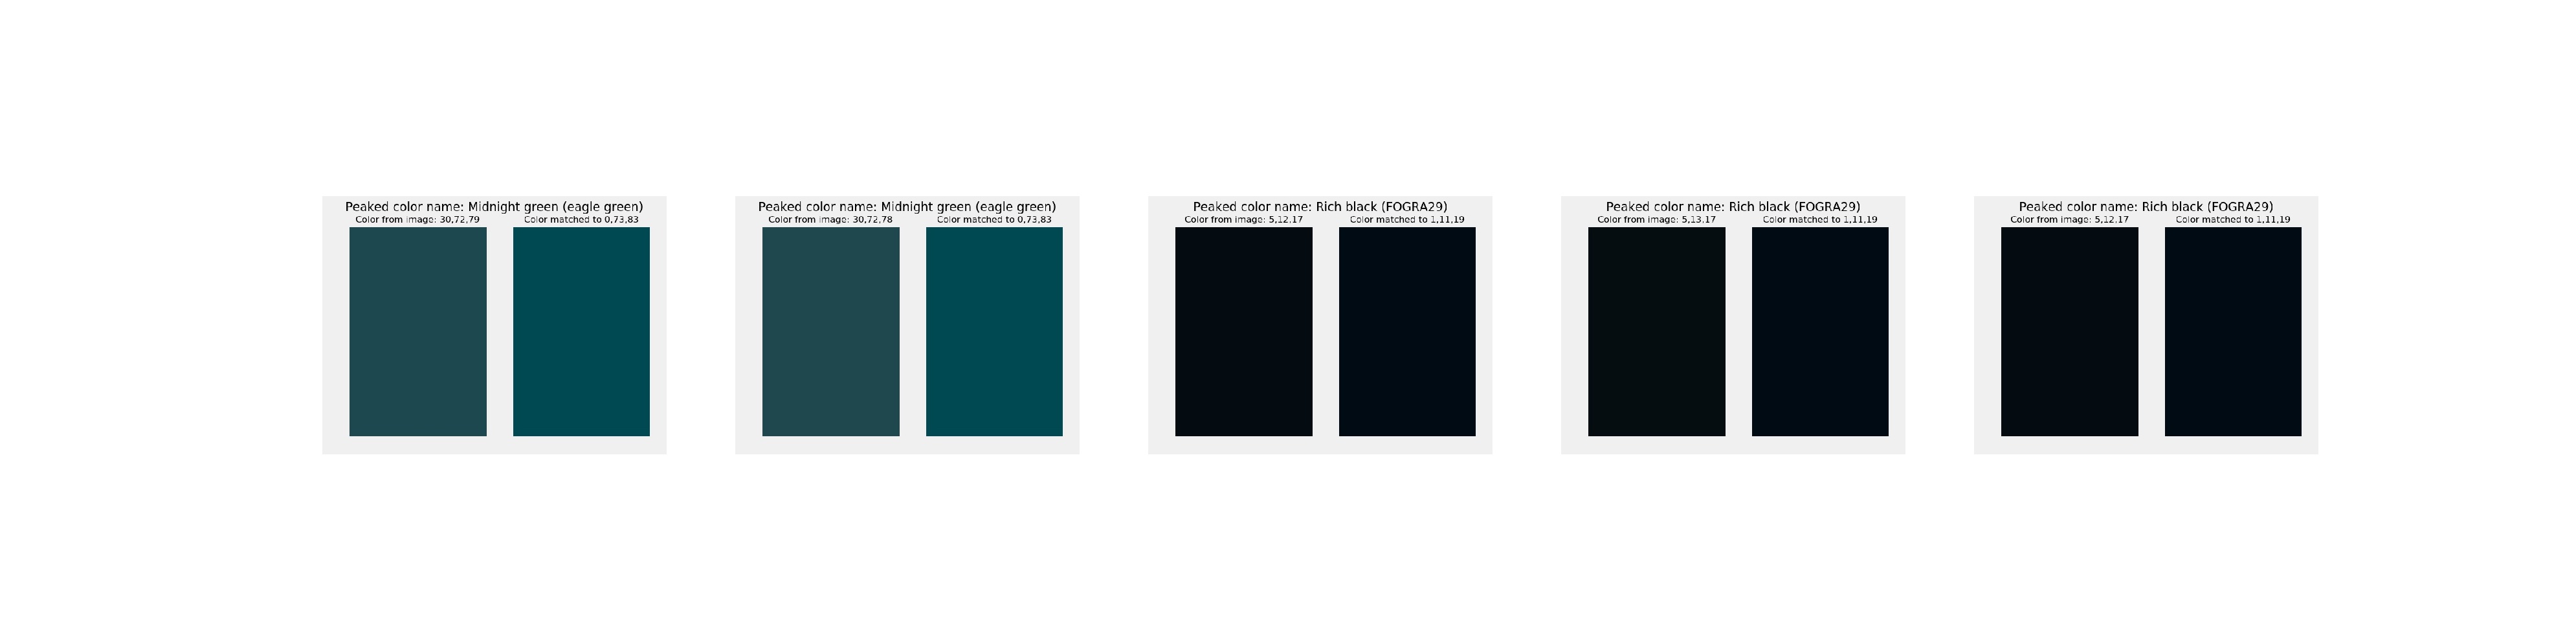 Peaked color name: Midnight green (eagle green)
Color from image: 30,72,79
Color matched to 0,73,83
Peaked color name: Midnight green (eagle green)
Color from image: 30,72,78
Color matched to 0,73,83
Peaked color name: Rich black (FOGRA29)
Color from image: 5,12,17
Color matched to 1,11,19
Peaked color name: Rich black (FOGRA29)
Color from image: 5,13,17
Color matched to 1,11,19
Peaked color name: Rich black (FOGRA29)
Color from image: 5,12,17
Color matched to 1,11,19